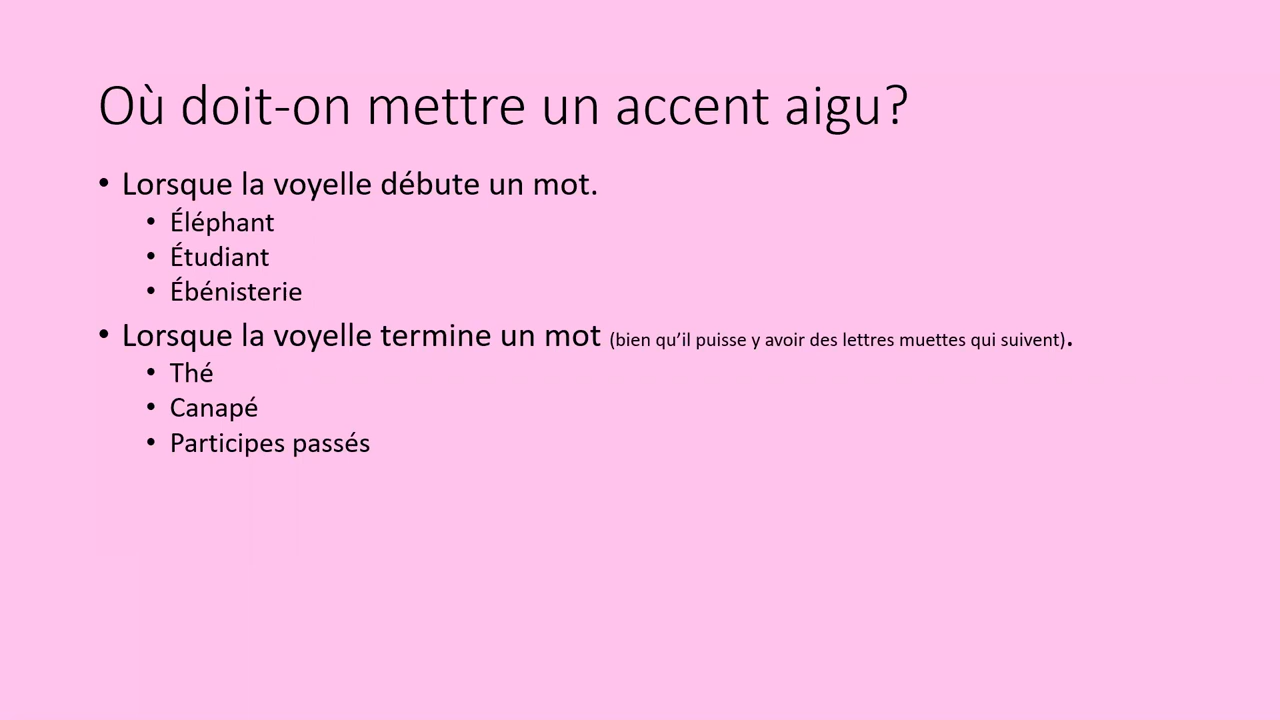 Où doit-on mettre un accent aigu?
• Lorsque la voyelle débute un mot.
• Éléphant
• Étudiant
• Ébénisterie
• Lorsque la voyelle termine un mot (bien qu’il puisse y avoir des lettres muettes qui suivent).
• Thé
• Canapé
• Participes passés